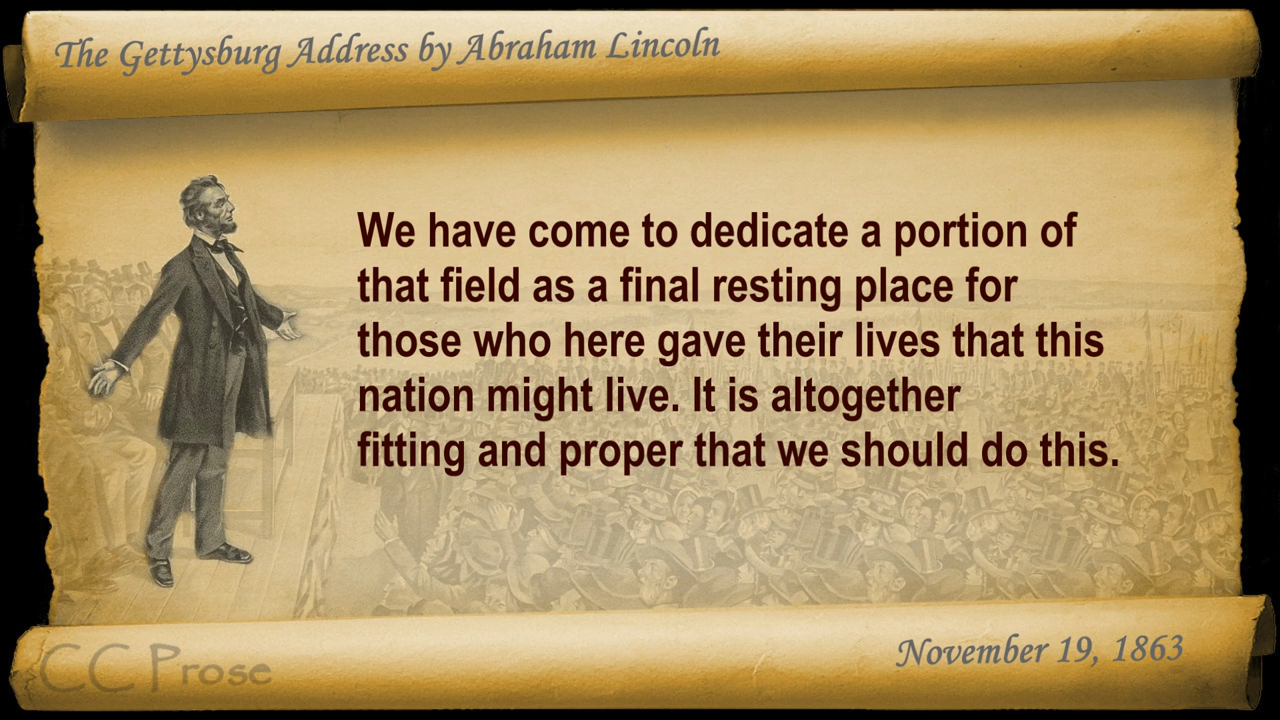 The Gettysburg Address by Abraham Lincoln
We have come to dedicate a portion of
that field as a final resting place for
those who here gave their lives that this
nation might live. It is altogether
fitting and proper that we should do this.
CC Prose
November 19, 1863